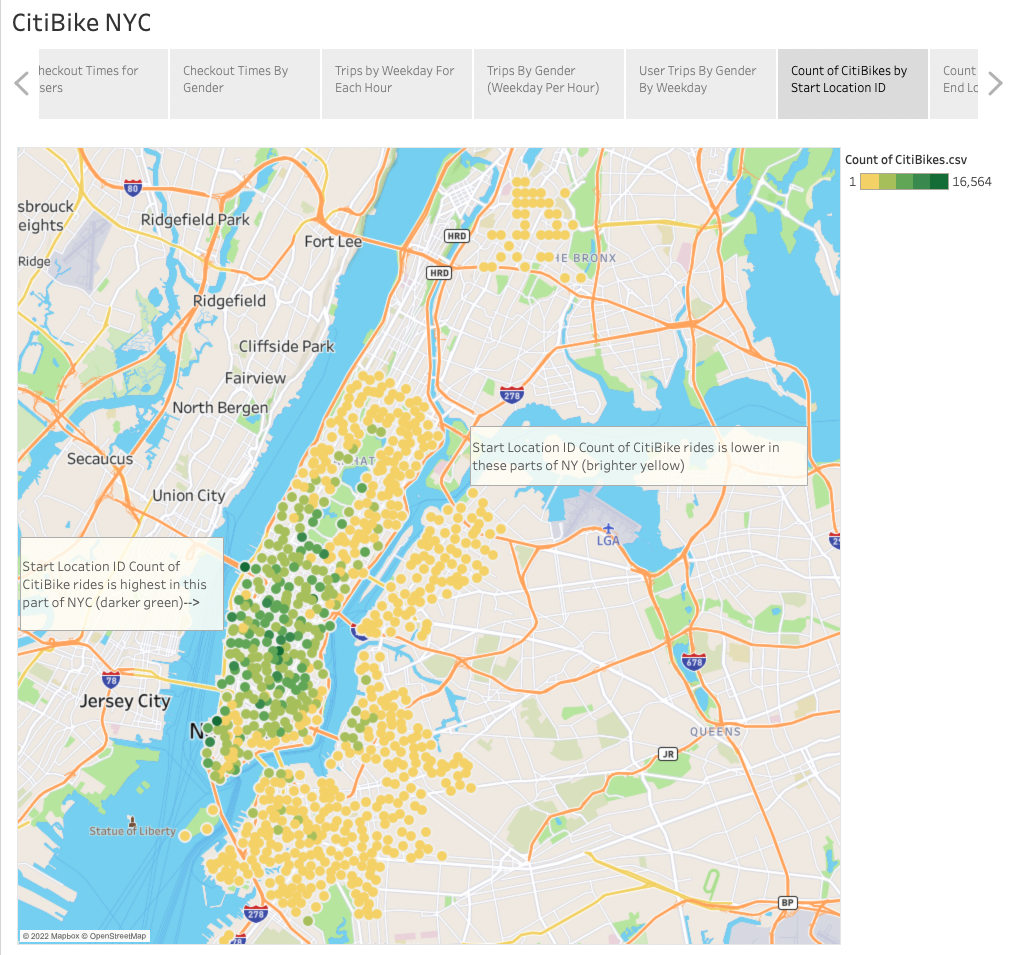 CitiBike NYC
heckout Times for
sers
Checkout Times By
Gender
Trips by Weekday For
Each Hour
Trips By Gender
(Weekday Per Hour)
User Trips By Gender
By Weekday
Count of CitiBikes by
Start Location ID
Count
End Lo
Count of CitiBikes.csv
1
16,564
80
sbrouck
eights
Ridgefield Park
Fort Lee
HRD
Ridge
HE BRONX
HRD
Ridgefield
Cliffside Park
Fairview
278
North Bergen
Start Location ID Count of CitiBike rides is lower in
these parts of NY (brighter yellow)
Secaucus
HAT
Union City
LGA
Start Location ID Count of
CitiBike rides is highest in this
part of NYC (darker green)-->
78
678
Jersey City
N
QUEENS
JR
Statue of Liberty
BP
278
78
© 2022 Mapbox © OpenStreetMap